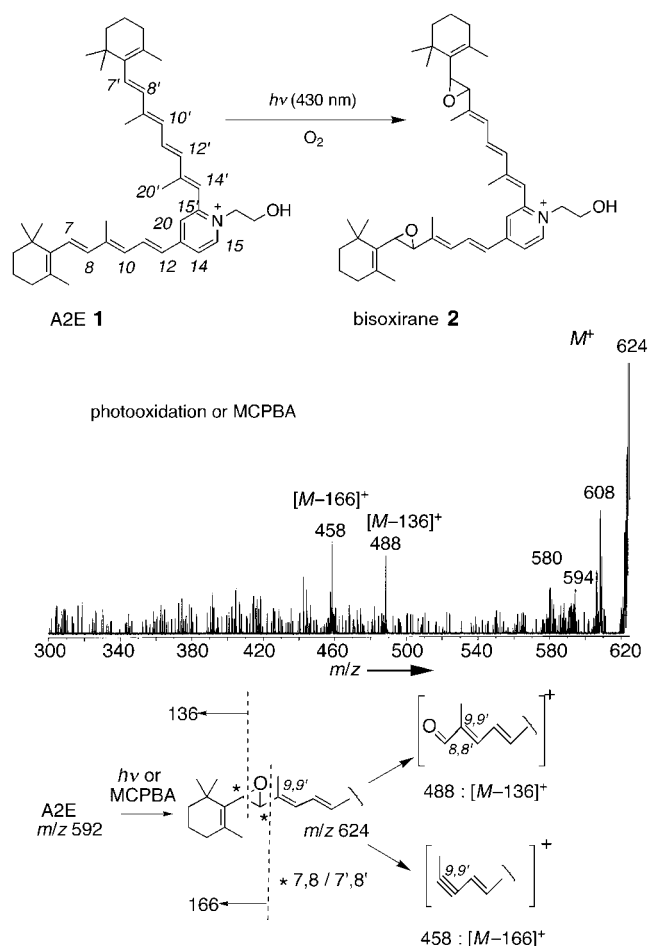 7'
8'
10'
12'
20'
14'
15'
20
N
+
OH
7
8
10
12
14
15
A2E 1
hν (430 nm)
O₂
O
O
N
+
OH
bisoxirane 2
M⁺
624
photooxidation or MCPBA
[M–166]⁺
458
[M–136]⁺
488
608
580
594
300 340 380 420 460 500 540 580 620
m/z
136
166
A2E
m/z 592
hν or
MCPBA
*
O
*
9,9'
m/z 624
* 7,8 / 7',8'
O
9,9'
8,8'
+
488 : [M–136]⁺
9,9'
+
458 : [M–166]⁺